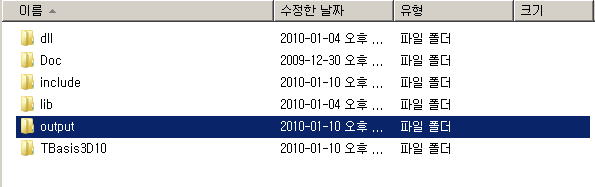 이름 수정한 날짜 유형 크기
dll 2010-01-04 오후 ... 파일 폴더
Doc 2009-12-30 오후 ... 파일 폴더
include 2010-01-10 오후 ... 파일 폴더
lib 2010-01-04 오후 ... 파일 폴더
output 2010-01-10 오후 ... 파일 폴더
TBasis3D10 2010-01-10 오후 ... 파일 폴더